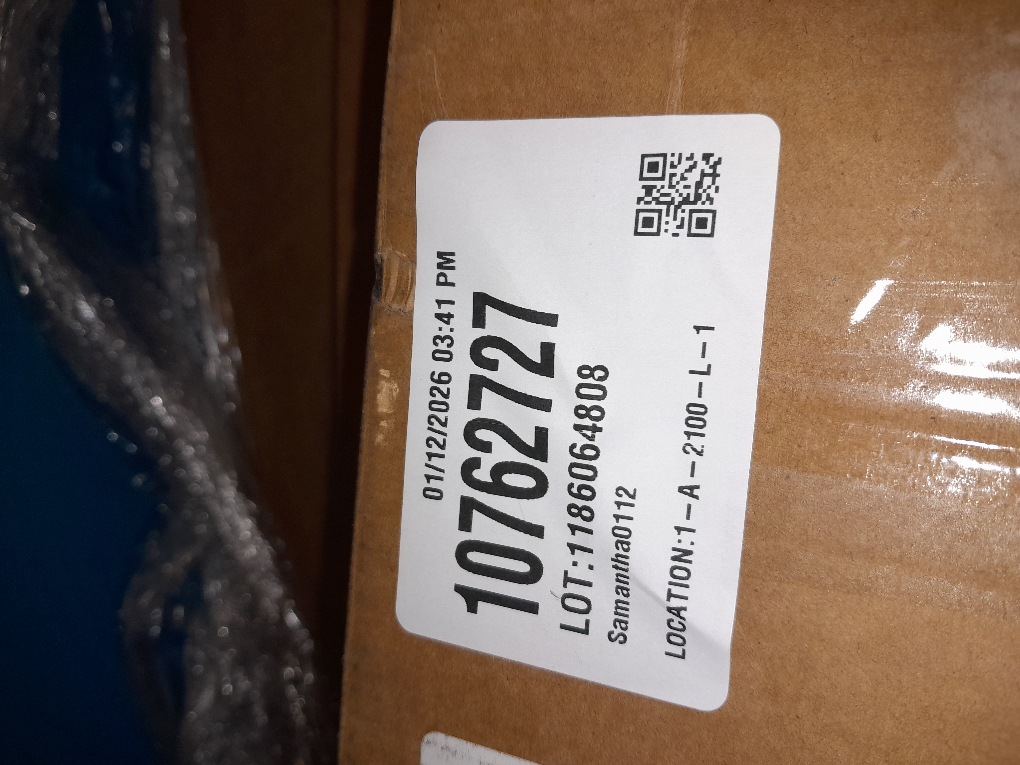 01/12/2026 03:41 PM
10762727
LOT:1186064808
Samantha0112
LOCATION:1-A-2100-L-1